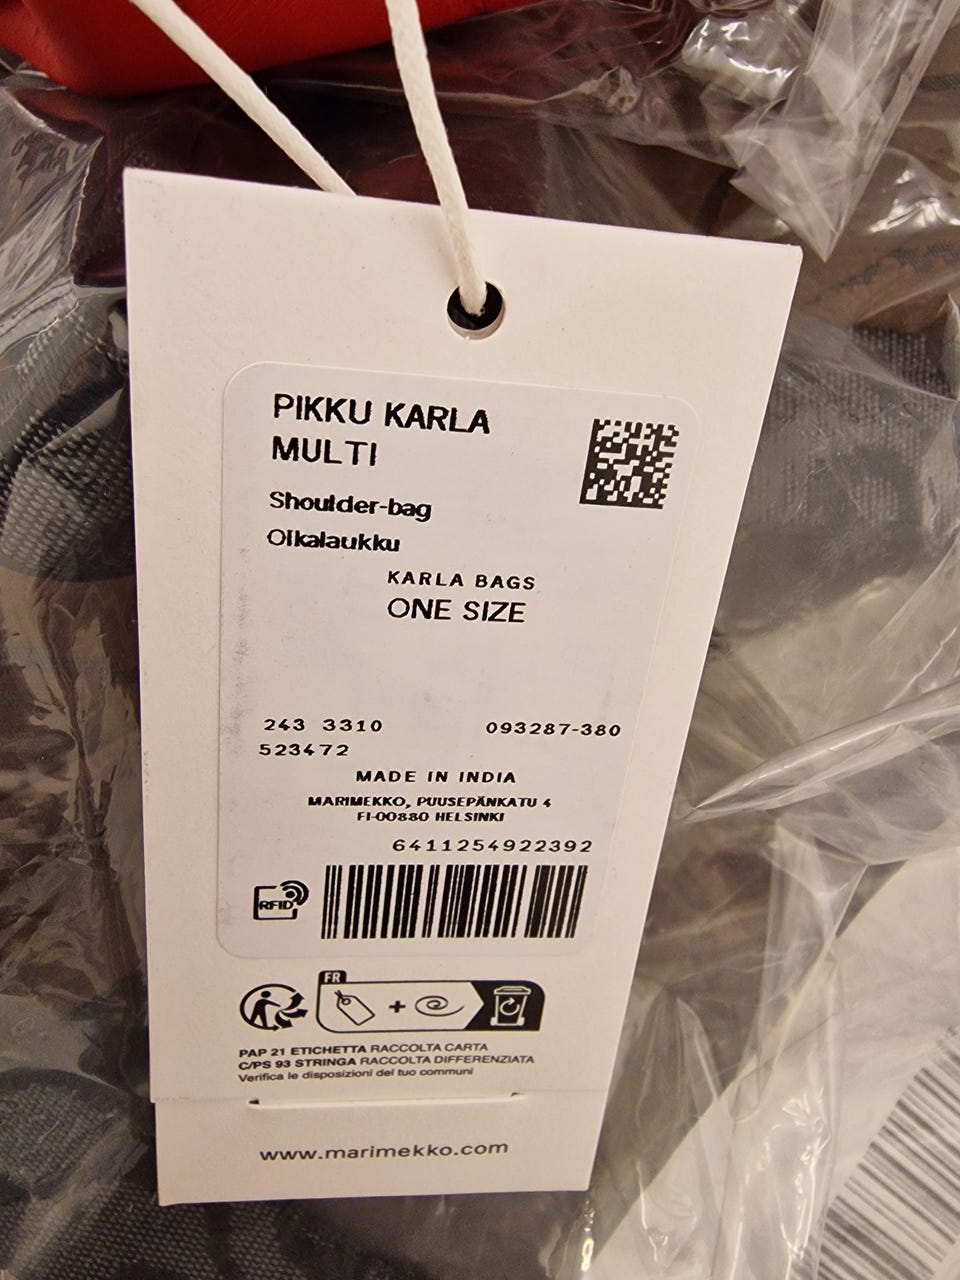 PIKKU KARLA
MULTI
Shoulder-bag
Olkalaukku
KARLA BAGS
ONE SIZE
243 3310 093287-380
523472
MADE IN INDIA
MARIMEKKO, PUUSEPÄNKATU 4
FI-00880 HELSINKI
6411254922392
RFID
FR
PAP 21 ETICHETTA RACCOLTA CARTA
C/PS 93 STRINGA RACCOLTA DIFFERENZIATA
Verifica le disposizioni del tuo communi
www.marimekko.com